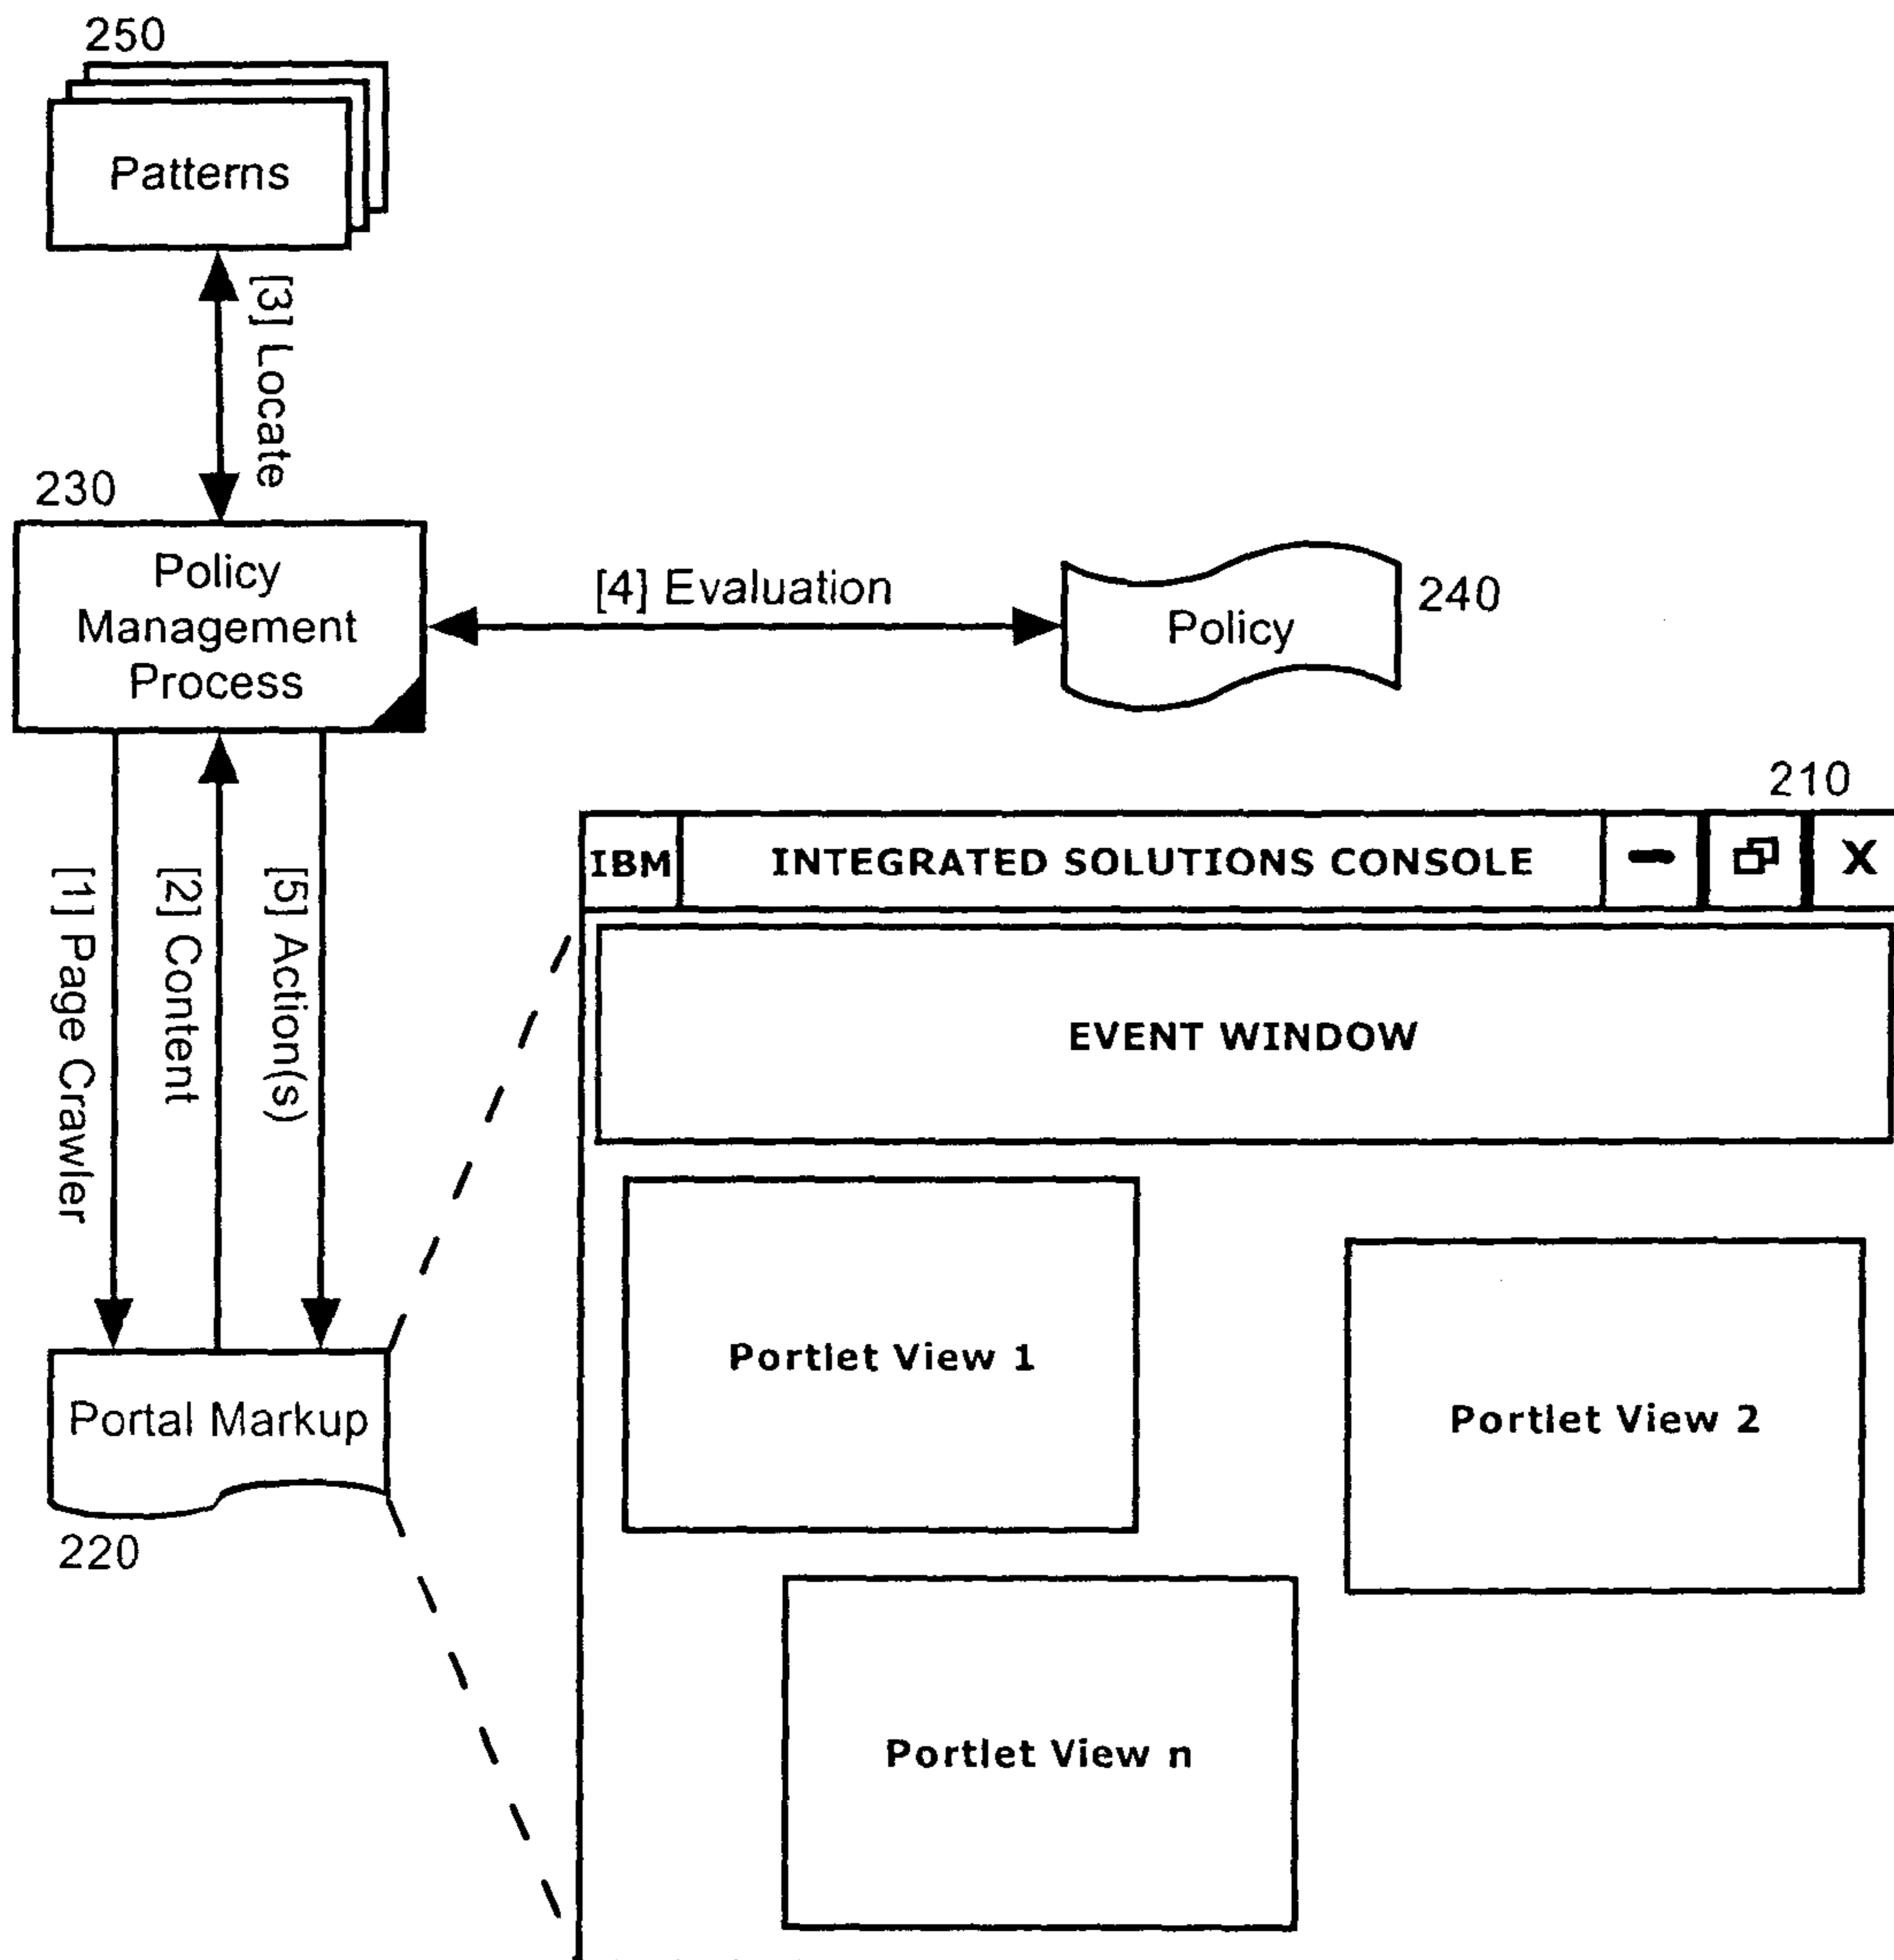 250
Patterns
[3] Locate
230
Policy
Management
Process
[4] Evaluation
Policy
240
[1] Page Crawler
[2] Content
[5] Action(s)
210
IBM
INTEGRATED SOLUTIONS CONSOLE
X
EVENT WINDOW
Portlet View 1
Portlet View 2
Portal Markup
220
Portlet View n